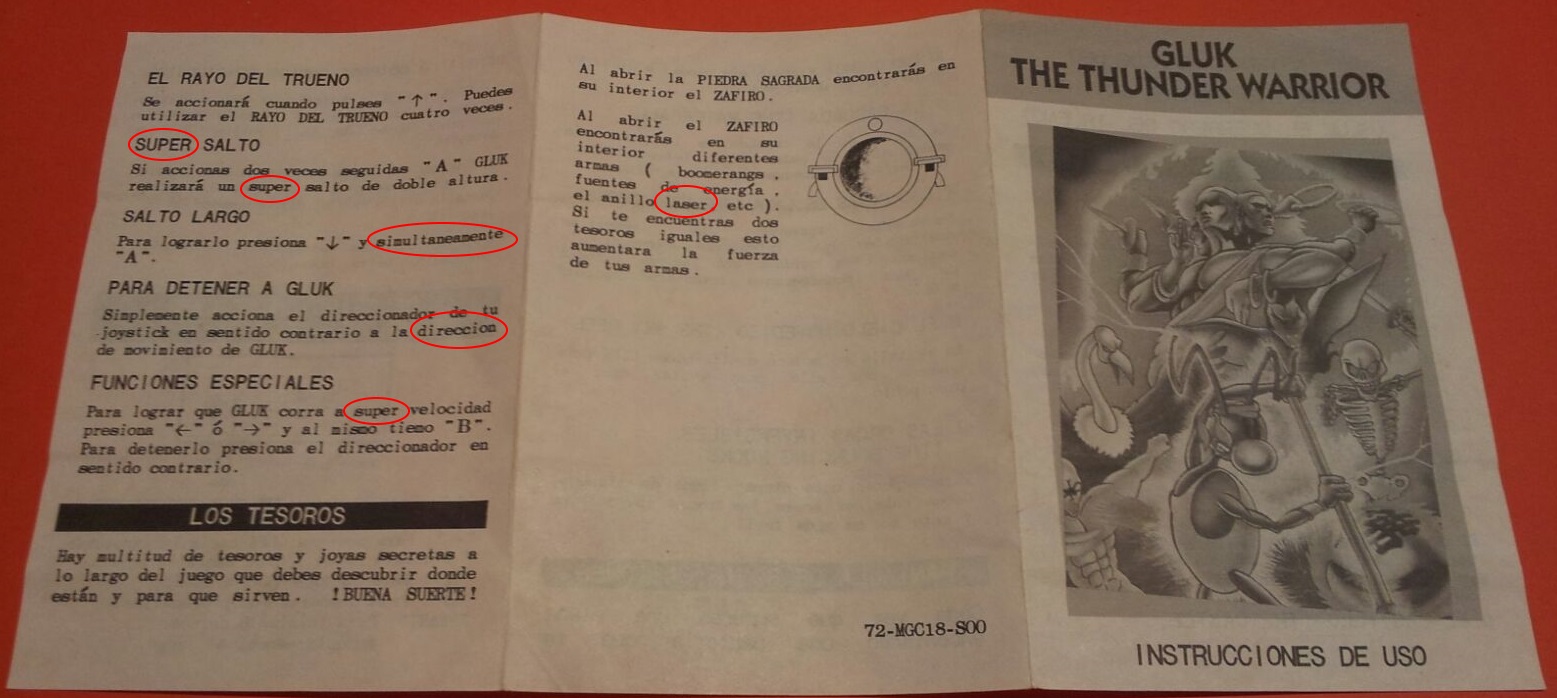 EL RAYO DEL TRUENO
Se accionará cuando pulses "↑". Puedes
utilizar el RAYO DEL TRUENO cuatro veces.
SUPER SALTO
Si accionas dos veces seguidas "A" GLUK
realizará un super salto de doble altura.
SALTO LARGO
Para lograrlo presiona "↓" y simultaneamente
"A".
PARA DETENER A GLUK
Simplemente acciona el direccionador de tu
joystick en sentido contrario a la direccion
de movimiento de GLUK.
FUNCIONES ESPECIALES
Para lograr que GLUK corra a super velocidad
presiona "←" ó "→" y al mismo tiemo "B".
Para detenerlo presiona el direccionador en
sentido contrario.
LOS TESOROS
Hay multitud de tesoros y joyas secretas a
lo largo del juego que debes descubrir donde
están y para que sirven. !BUENA SUERTE!
Al abrir la PIEDRA SAGRADA encontrarás en
su interior el ZAFIRO.
Al abrir el ZAFIRO
encontrarás en su
interior diferentes
armas ( boomerangs,
fuentes de energía,
el anillo laser etc ).
Si te encuentras dos
tesoros iguales esto
aumentara la fuerza
de tus armas.
72-MGC18-S00
GLUK
THE THUNDER WARRIOR
INSTRUCCIONES DE USO